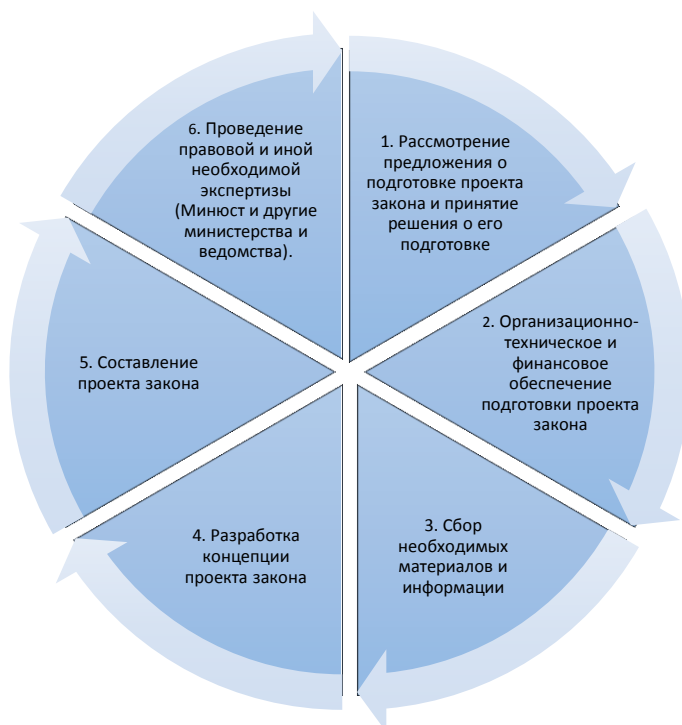 1. Рассмотрение
предложения о
подготовке проекта
закона и принятие
решения о его
подготовке
2. Организационно-
техническое и
финансовое
обеспечение
подготовки проекта
закона
3. Сбор
необходимых
материалов и
информации
4. Разработка
концепции
проекта закона
5. Составление
проекта закона
6. Проведение
правовой и иной
необходимой
экспертизы
(Минюст и другие
министерства и
ведомства).